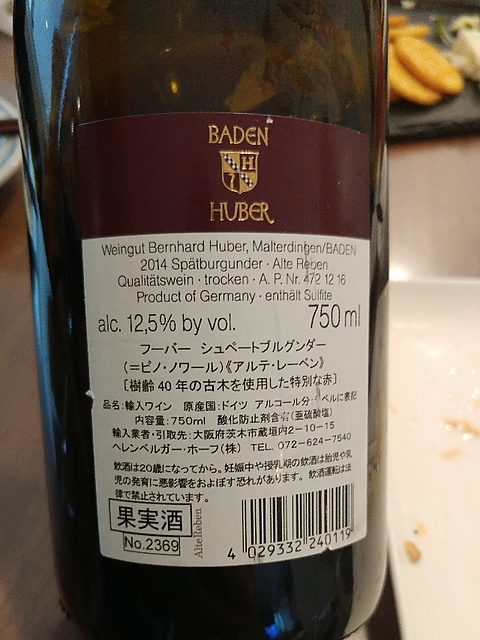 BADEN
H
HUBER
Weingut Bernhard Huber, Malterdingen/BADEN
2014 Spätburgunder · Alte Reben
Qualitätswein · trocken · A. P. Nr. 472 12 16
Product of Germany · enthält Sulfite
alc. 12,5% by vol. 750 ml
フーバー シュペートブルグンダー
(＝ピノ・ノワール)《アルテ・レーベン》
〔樹齢40年の古木を使用した特別な赤〕
品名:輸入ワイン 原産国:ドイツ アルコール分:ラベルに表記
内容量:750ml 酸化防止剤含有(亜硫酸塩)
輸入業者・引取先:大阪府茨木市蔵垣内2-10-15
ヘレンベルガー・ホーフ(株) TEL. 072-624-7540
飲酒は20歳になってから。妊娠中や授乳期の飲酒は胎児や乳
児の発育に悪影響をおよぼす恐れがあります。飲酒運転は法
律で禁止されています。
果実酒
No.2369
Alte Reben
4 029332 240119